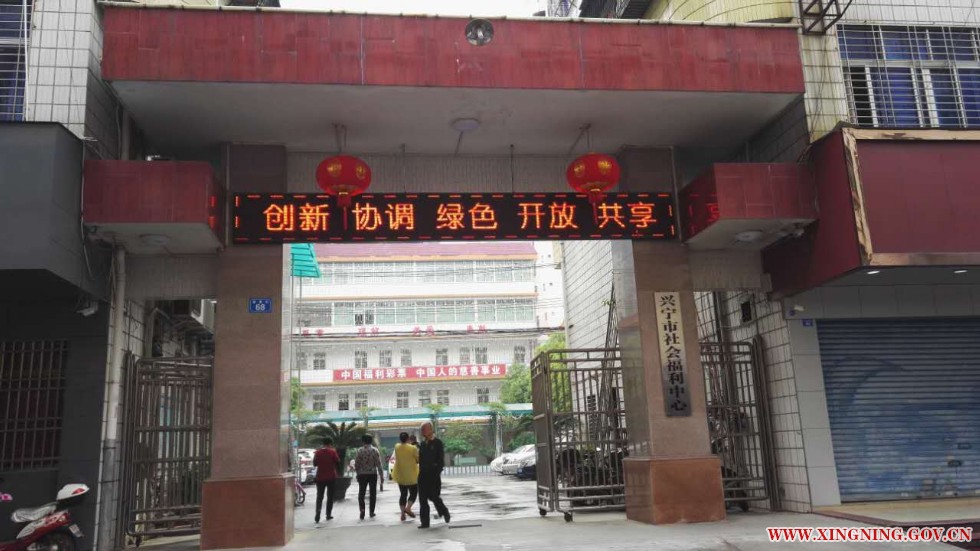 创新 协调 绿色 开放 共享
68
中国福利彩票 中国人的慈善事业
兴宁市社会福利中心
WWW.XINGNING.GOV.CN